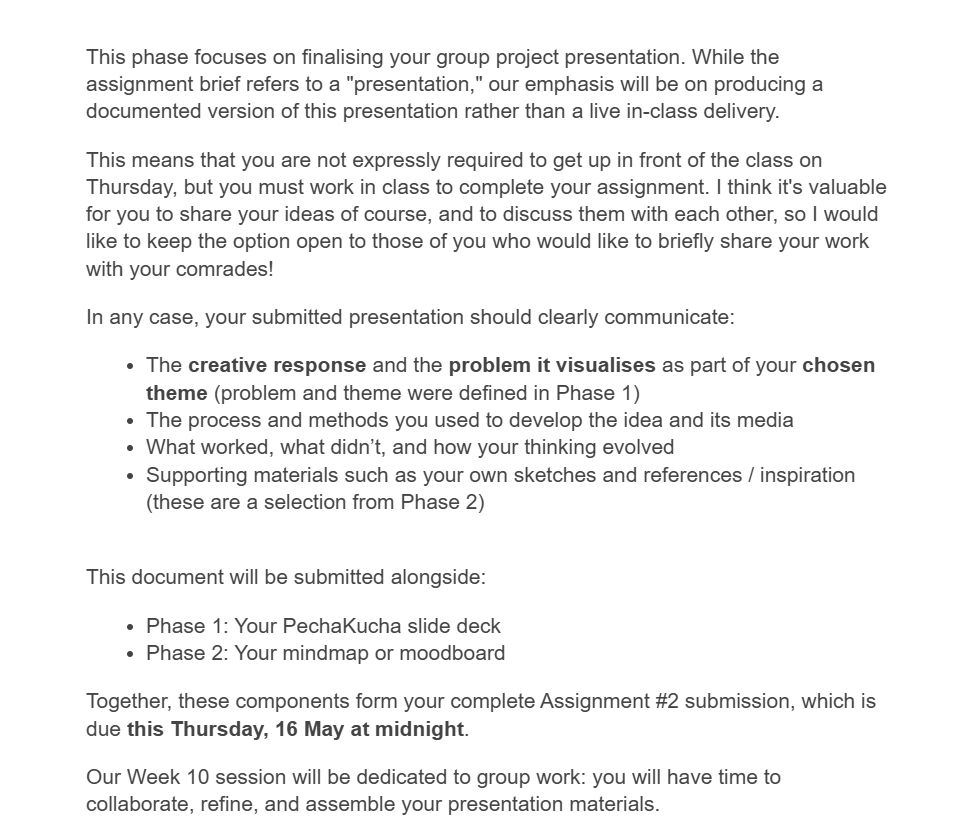 This phase focuses on finalising your group project presentation. While the
assignment brief refers to a "presentation," our emphasis will be on producing a
documented version of this presentation rather than a live in-class delivery.
This means that you are not expressly required to get up in front of the class on
Thursday, but you must work in class to complete your assignment. I think it's valuable
for you to share your ideas of course, and to discuss them with each other, so I would
like to keep the option open to those of you who would like to briefly share your work
with your comrades!
In any case, your submitted presentation should clearly communicate:
• The creative response and the problem it visualises as part of your chosen
theme (problem and theme were defined in Phase 1)
• The process and methods you used to develop the idea and its media
• What worked, what didn’t, and how your thinking evolved
• Supporting materials such as your own sketches and references / inspiration
(these are a selection from Phase 2)
This document will be submitted alongside:
• Phase 1: Your PechaKucha slide deck
• Phase 2: Your mindmap or moodboard
Together, these components form your complete Assignment #2 submission, which is
due this Thursday, 16 May at midnight.
Our Week 10 session will be dedicated to group work: you will have time to
collaborate, refine, and assemble your presentation materials.